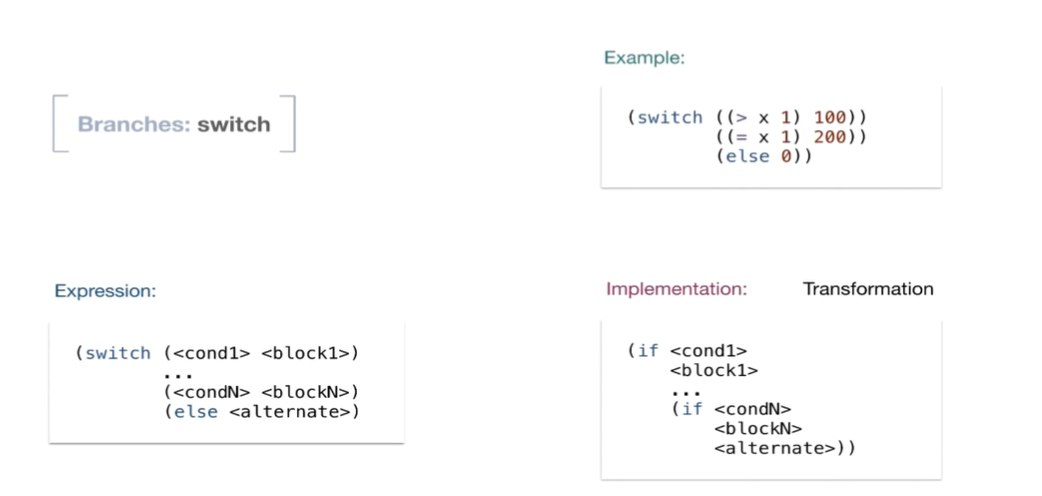 Branches: switch
Example:
(switch ((> x 1) 100))
((= x 1) 200))
(else 0))
Expression:
(switch (<cond1> <block1>)
...
(<condN> <blockN>)
(else <alternate>)
Implementation: Transformation
(if <cond1>
<block1>
...
(if <condN>
<blockN>
<alternate>))